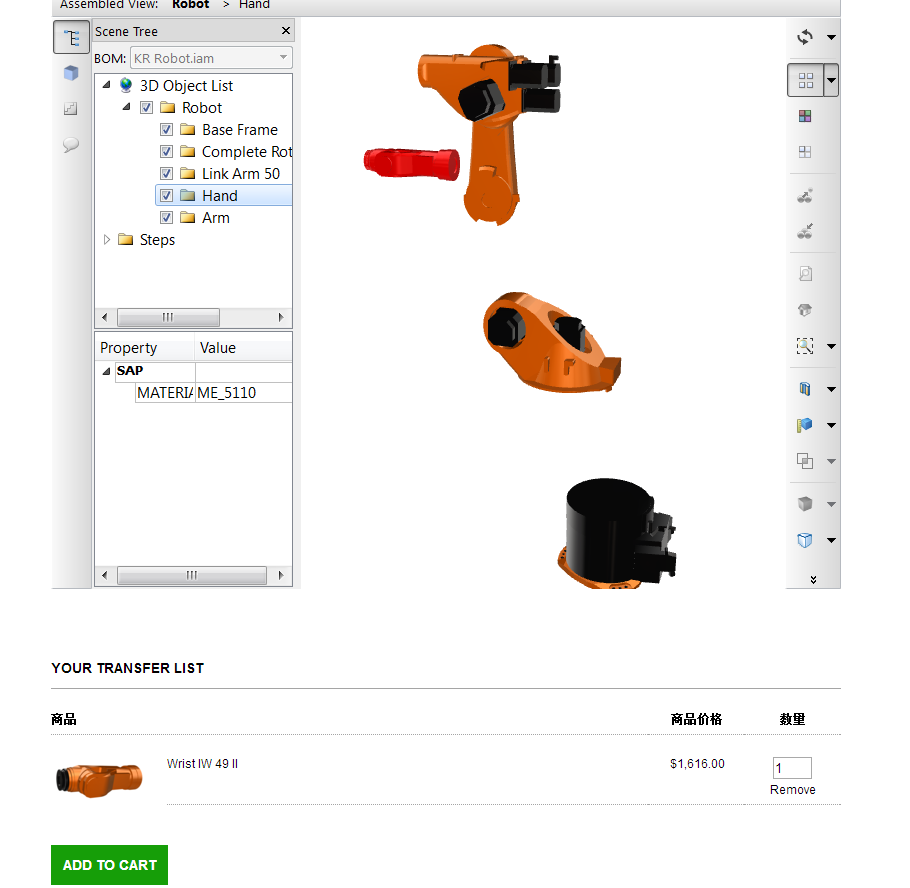 Assembled View: Robot > Hand
Scene Tree
BOM: KR Robot.iam
3D Object List
Robot
Base Frame
Complete Rot
Link Arm 50
Hand
Arm
Steps
Property Value
SAP
MATERIA ME_5110
YOUR TRANSFER LIST
商品 商品价格 数量
Wrist IW 49 II $1,616.00 1
Remove
ADD TO CART